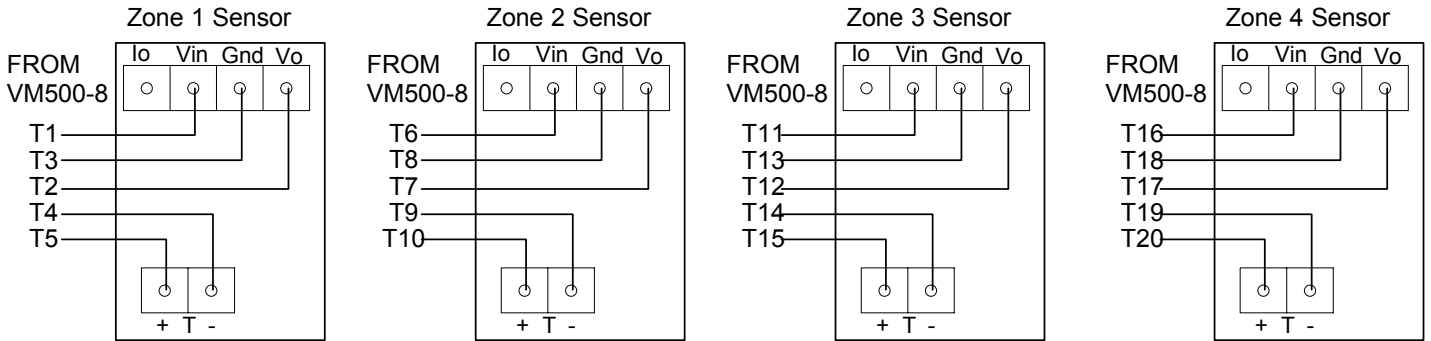 Zone 1 Sensor
Io Vin Gnd Vo
FROM
VM500-8
T1
T3
T2
T4
T5
+ T -
Zone 2 Sensor
Io Vin Gnd Vo
FROM
VM500-8
T6
T8
T7
T9
T10
+ T -
Zone 3 Sensor
Io Vin Gnd Vo
FROM
VM500-8
T11
T13
T12
T14
T15
+ T -
Zone 4 Sensor
Io Vin Gnd Vo
FROM
VM500-8
T16
T18
T17
T19
T20
+ T -